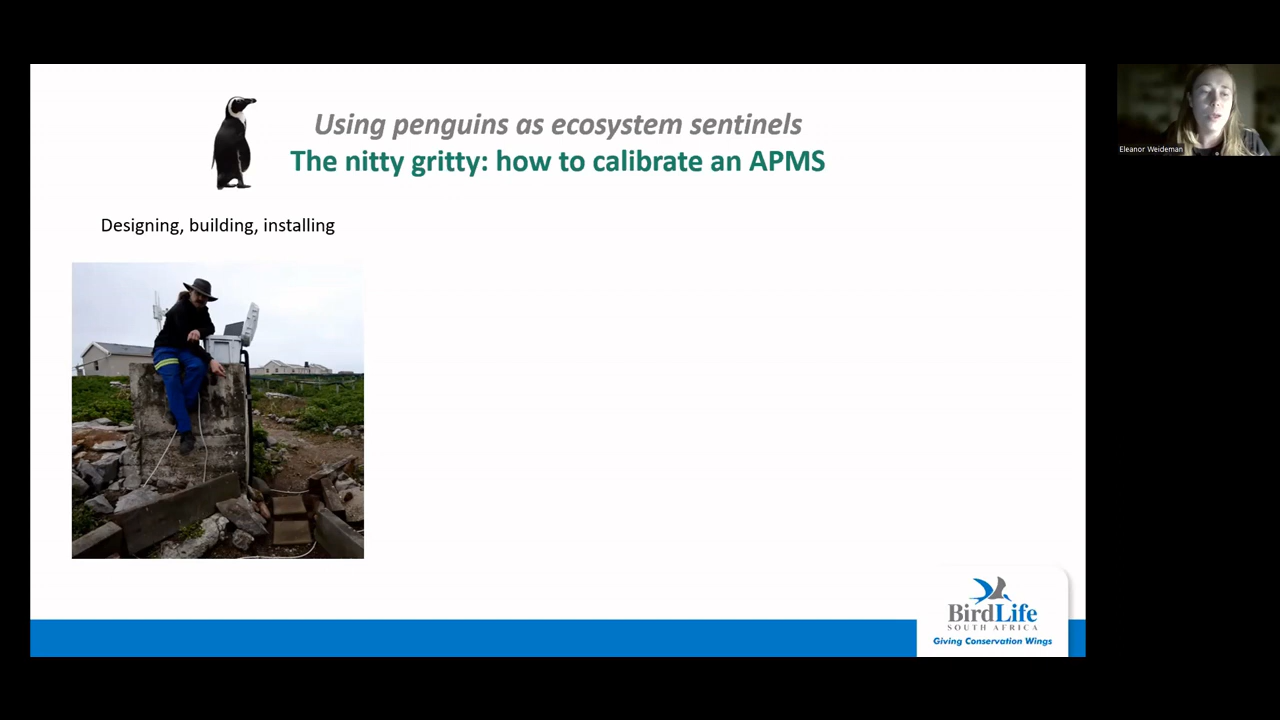 Using penguins as ecosystem sentinels
The nitty gritty: how to calibrate an APMS
Eleanor Weideman
Designing, building, installing
BirdLife
SOUTH AFRICA
Giving Conservation Wings